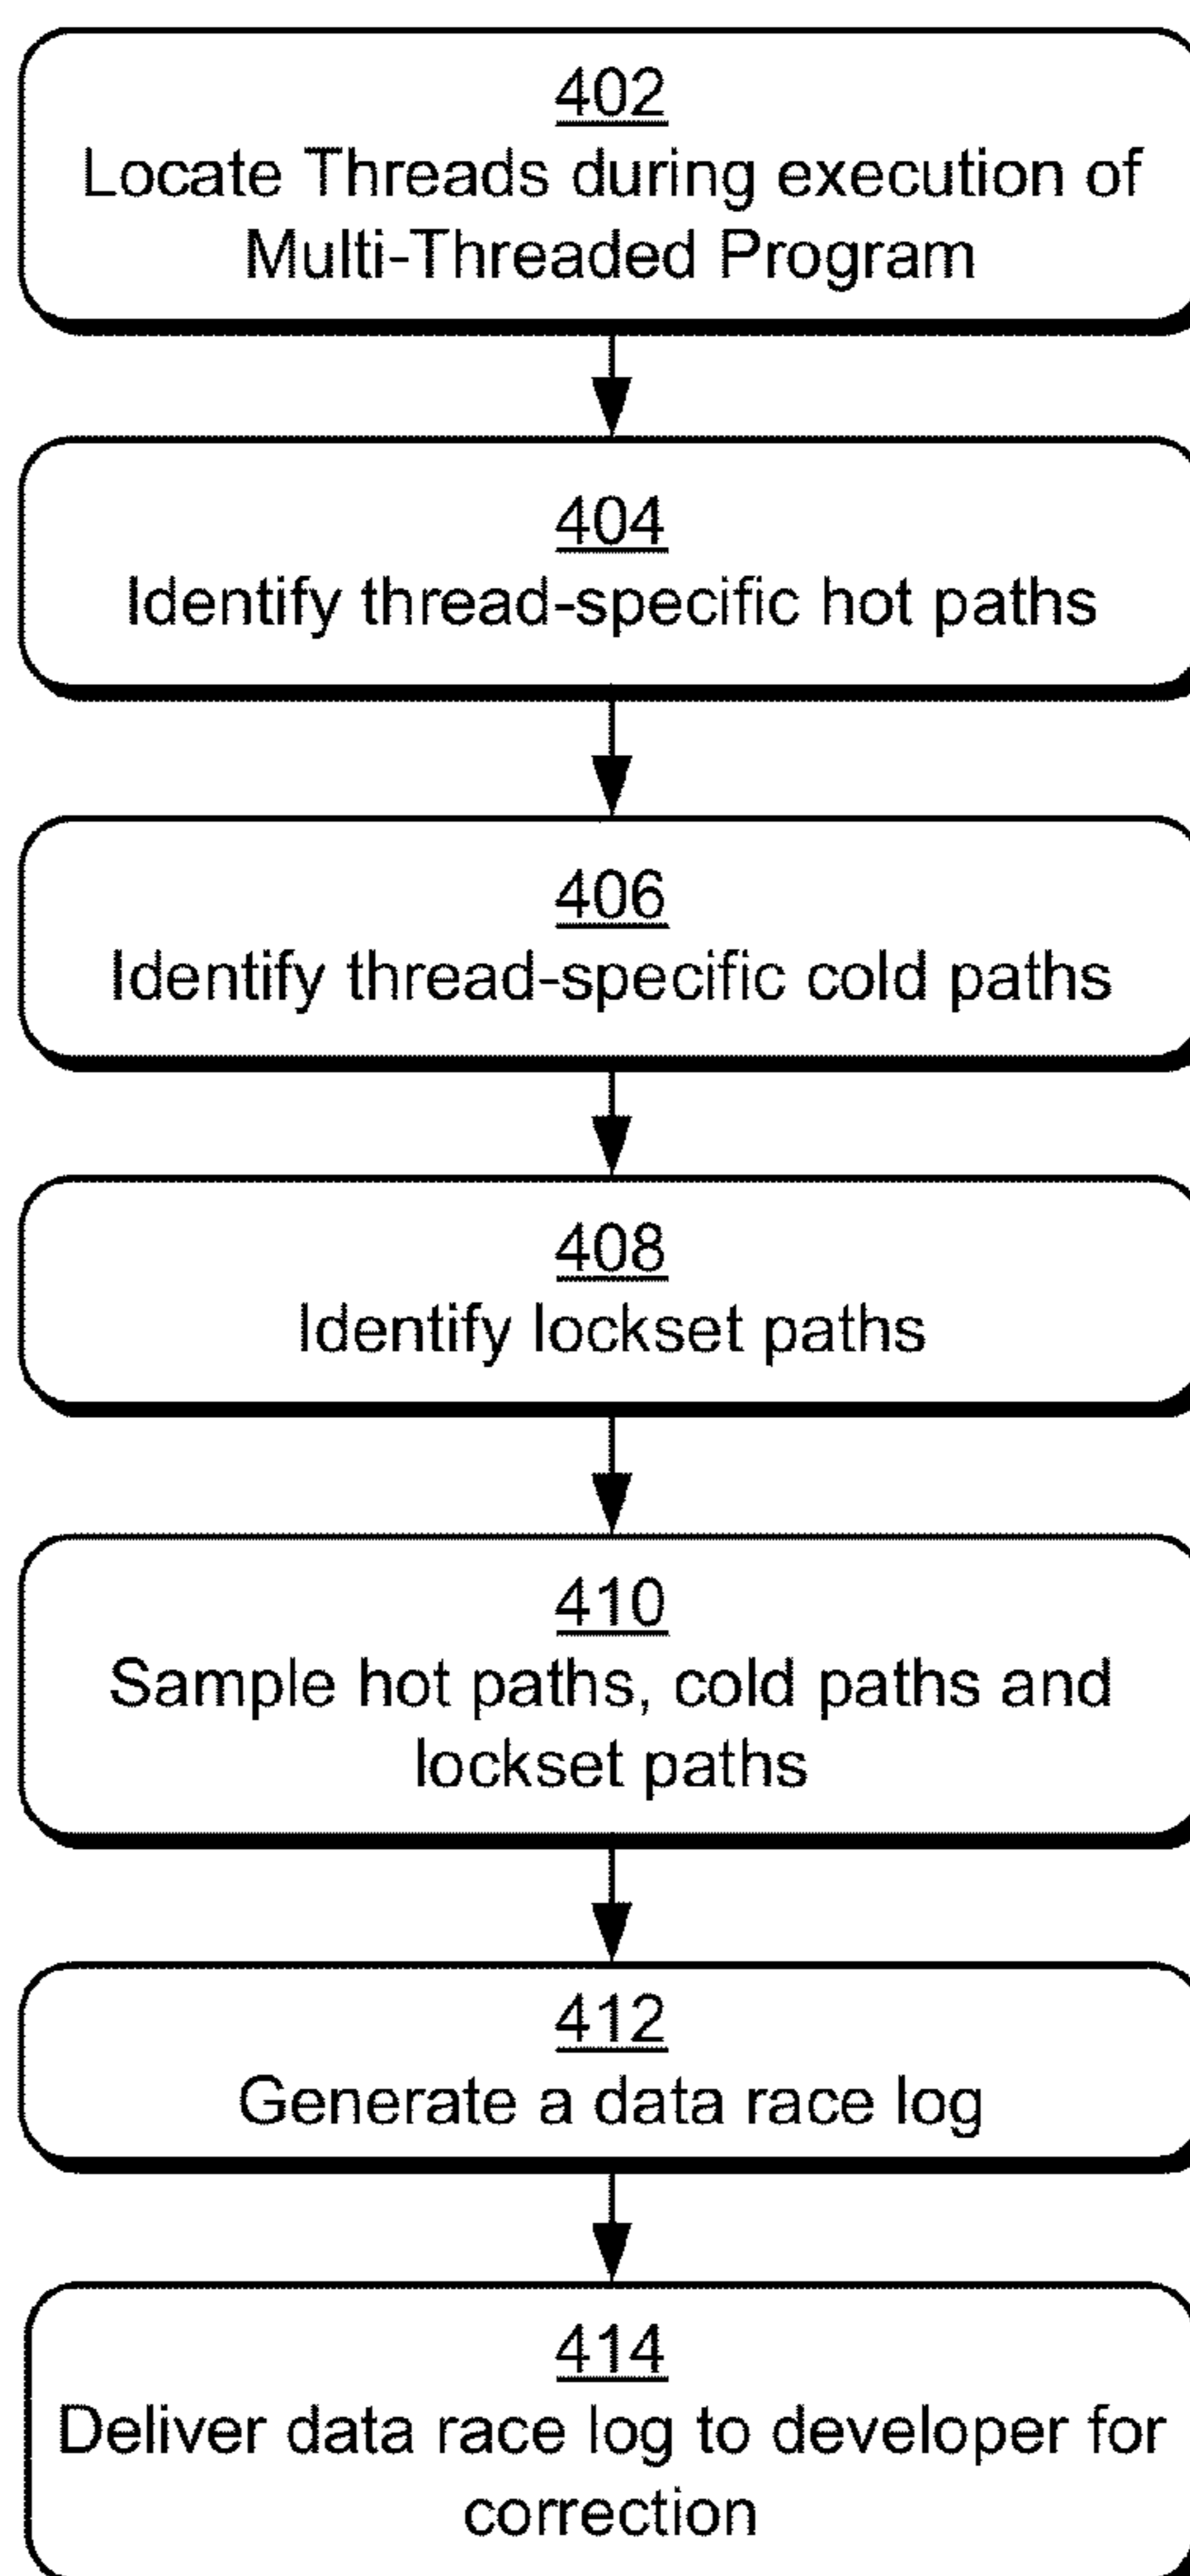 402
Locate Threads during execution of
Multi-Threaded Program
404
Identify thread-specific hot paths
406
Identify thread-specific cold paths
408
Identify lockset paths
410
Sample hot paths, cold paths and
lockset paths
412
Generate a data race log
414
Deliver data race log to developer for
correction